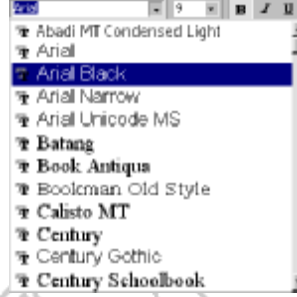 Arial 9 B I U
Abadi MT Condensed Light
Arial
Arial Black
Arial Narrow
Arial Unicode MS
Batang
Book Antiqua
Bookman Old Style
Calisto MT
Century
Century Gothic
Century Schoolbook